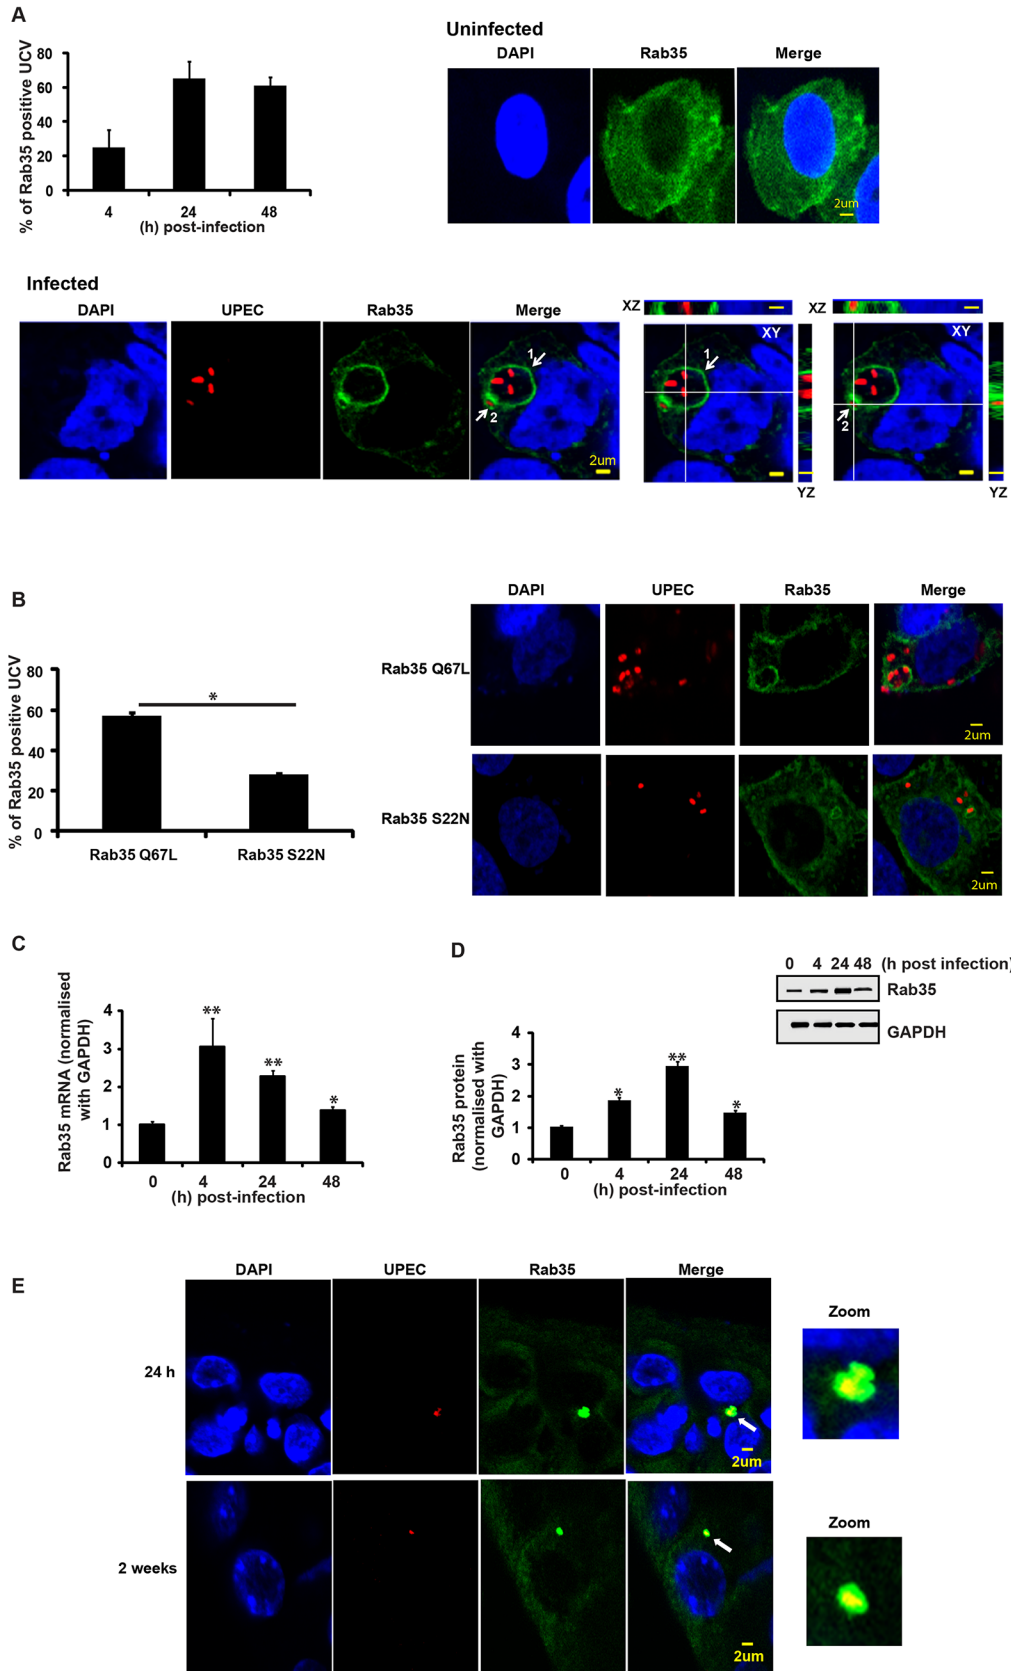 A
Uninfected
DAPI Rab35 Merge
% of Rab35 positive UCV
80
60
40
20
0
4 24 48
(h) post-infection
2um
Infected
DAPI UPEC Rab35 Merge
XZ XZ
XY XY
1 1
2 2
2um
YZ YZ
B
DAPI UPEC Rab35 Merge
% of Rab35 positive UCV
80
60
40
20
0
*
Rab35 Q67L Rab35 S22N
Rab35 Q67L
2um
Rab35 S22N
2um
C
Rab35 mRNA (normalised
with GAPDH)
4
3
2
1
0
** ** *
0 4 24 48
(h) post-infection
D
0 4 24 48 (h post infection)
Rab35
GAPDH
Rab35 protein
(normalised with
GAPDH)
4
3
2
1
0
* ** *
0 4 24 48
(h) post-infection
E
DAPI UPEC Rab35 Merge
Zoom
24 h
2um
Zoom
2 weeks
2um